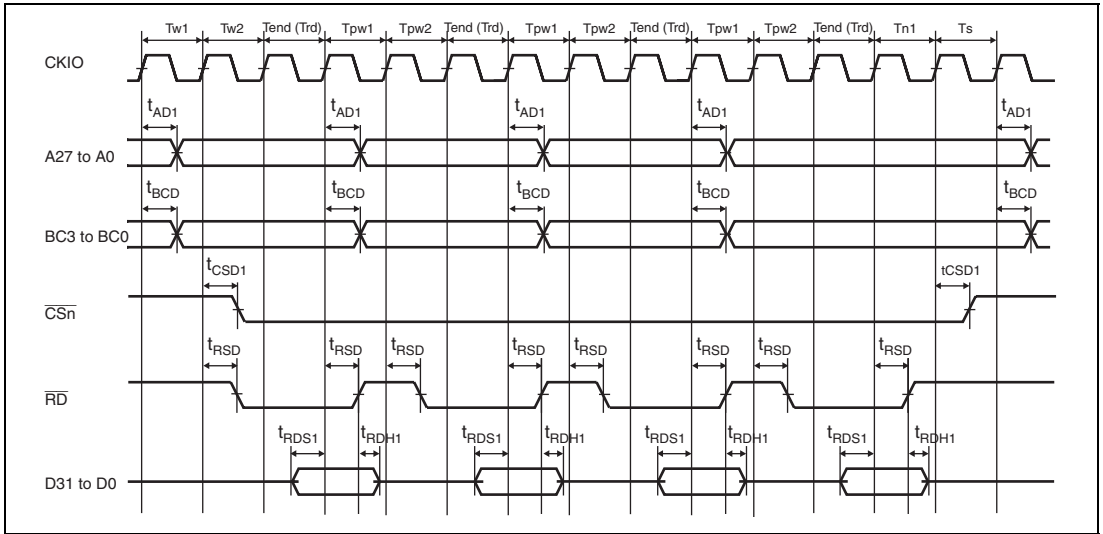 Tw1 Tw2 Tend (Trd) Tpw1 Tpw2 Tend (Trd) Tpw1 Tpw2 Tend (Trd) Tpw1 Tpw2 Tend (Trd) Tn1 Ts
CKIO
tAD1 tAD1 tAD1 tAD1 tAD1
A27 to A0
tBCD tBCD tBCD tBCD tBCD
BC3 to BC0
tCSD1 tCSD1
CSn
tRSD tRSD tRSD tRSD tRSD tRSD tRSD tRSD
RD
tRDS1 tRDH1 tRDS1 tRDH1 tRDS1 tRDH1 tRDS1 tRDH1
D31 to D0